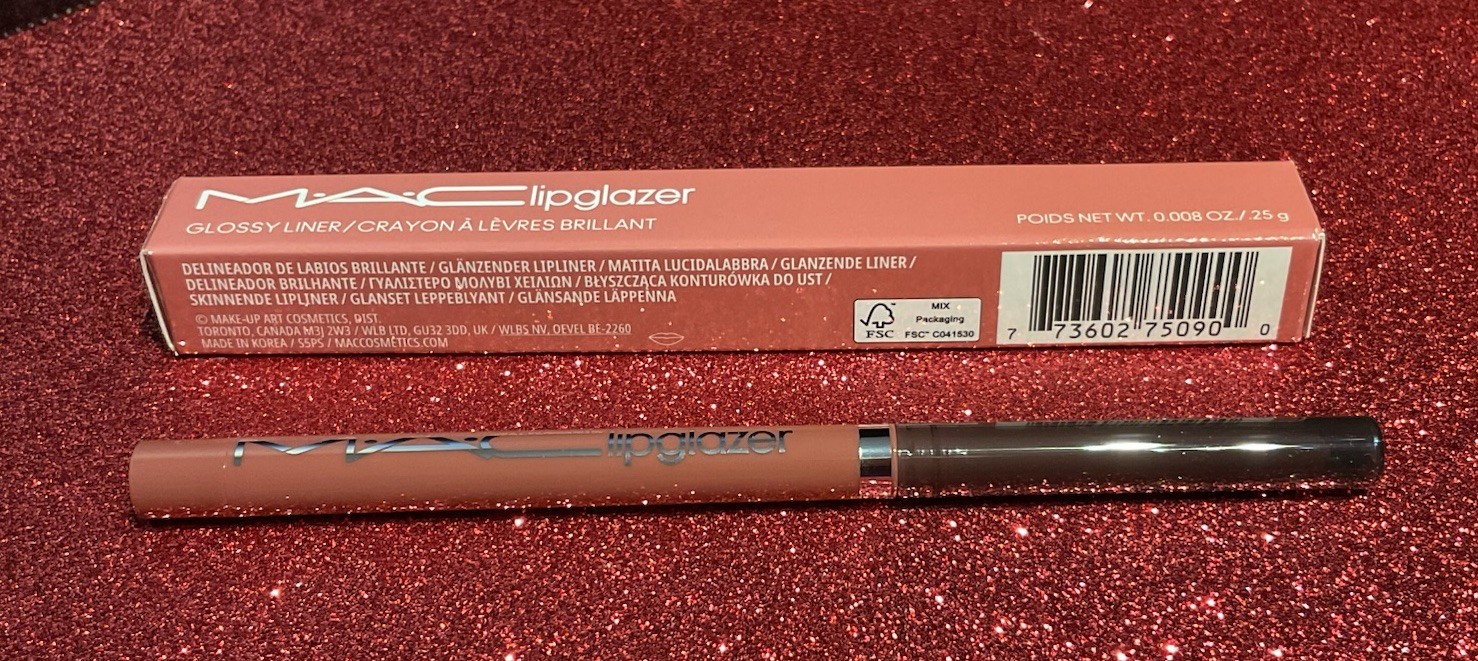 M·A·C lipglazer
GLOSSY LINER / CRAYON À LÈVRES BRILLANT
POIDS NET WT. 0.008 OZ./.25 g
DELINEADOR DE LABIOS BRILLANTE / GLÄNZENDER LIPLINER / MATITA LUCIDALABBRA / GLANZENDE LINER /
DELINEADOR BRILHANTE / ΓΥΑΛΙΣΤΕΡΟ ΜΟΛΥΒΙ ΧΕΙΛΙΩΝ / BŁYSZCZĄCA KONTURÓWKA DO UST /
SKINNENDE LIPLINER / GLANSET LEPPEBLYANT / GLÄNSANDE LÄPPENNA
© MAKE-UP ART COSMETICS, DIST.
TORONTO, CANADA M3J 2W3 / WLB LTD, GU32 3DD, UK / WLBS NV, OEVEL BE-2260
MADE IN KOREA / S5PS / MACCOSMETICS.COM
FSC
MIX
Packaging
FSC™ C041530
7 73602 75090 0
M·A·C lipglazer